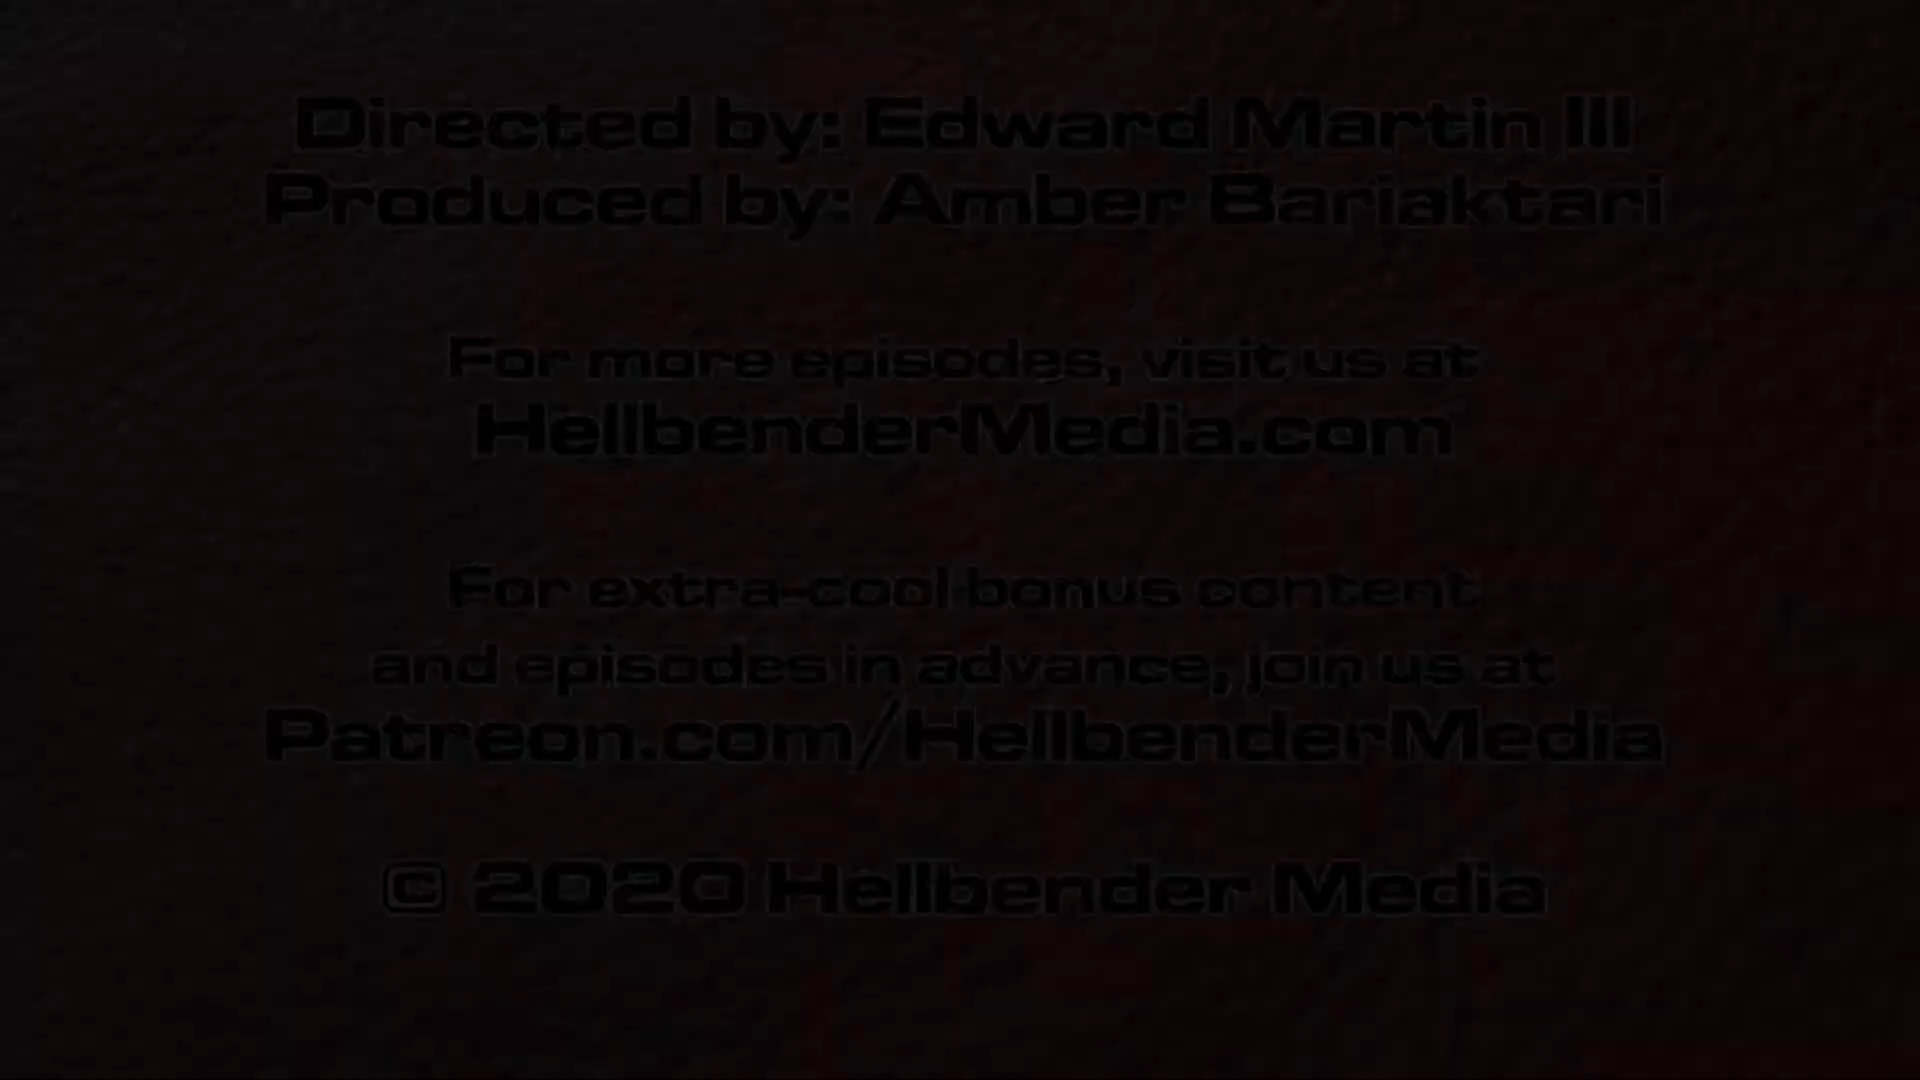 Directed by: Edward Martin III
Produced by: Amber Bariaktari
For more episodes, visit us at
HellbenderMedia.com
For extra-cool bonus content
and episodes in advance, join us at
Patreon.com/HellbenderMedia
© 2020 Hellbender Media